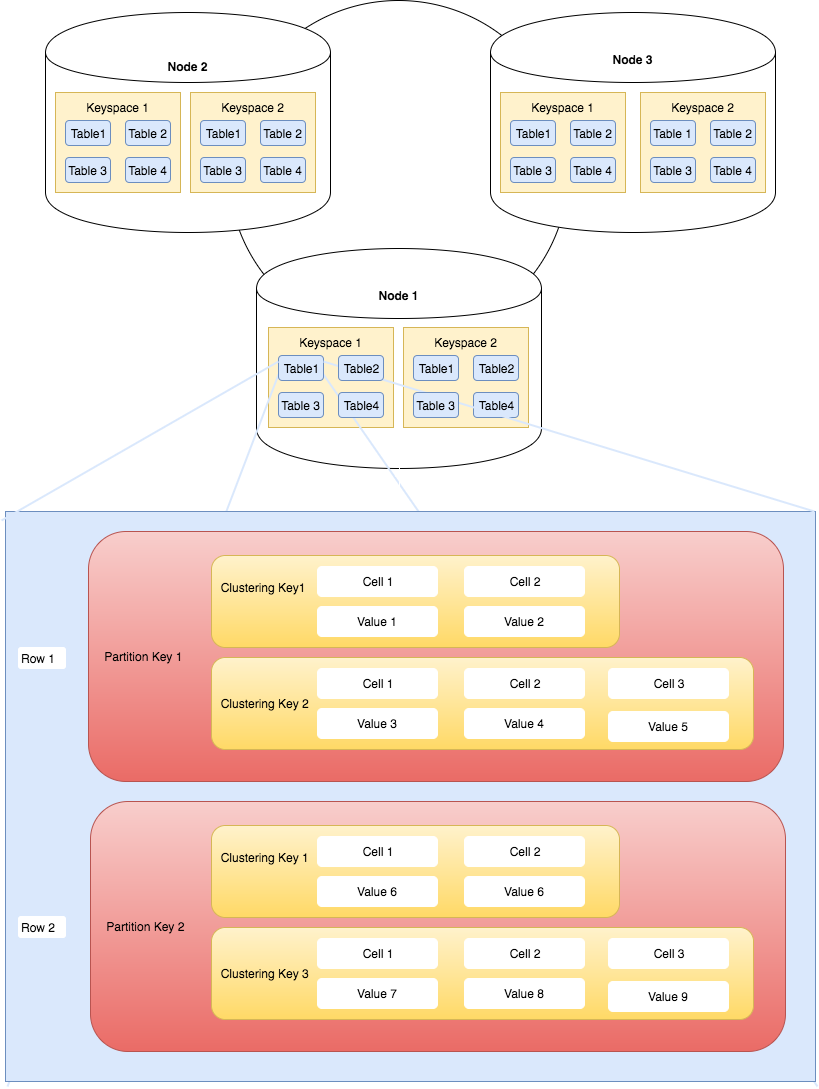 Node 2
Keyspace 1
Table1 Table 2
Table 3 Table 4
Keyspace 2
Table1 Table 2
Table 3 Table 4
Node 3
Keyspace 1
Table1 Table 2
Table 3 Table 4
Keyspace 2
Table 1 Table 2
Table 3 Table 4
Node 1
Keyspace 1
Table1 Table2
Table 3 Table4
Keyspace 2
Table1 Table2
Table 3 Table4
Row 1
Partition Key 1
Clustering Key1
Cell 1 Cell 2
Value 1 Value 2
Clustering Key 2
Cell 1 Cell 2 Cell 3
Value 3 Value 4 Value 5
Row 2
Partition Key 2
Clustering Key 1
Cell 1 Cell 2
Value 6 Value 6
Clustering Key 3
Cell 1 Cell 2 Cell 3
Value 7 Value 8 Value 9